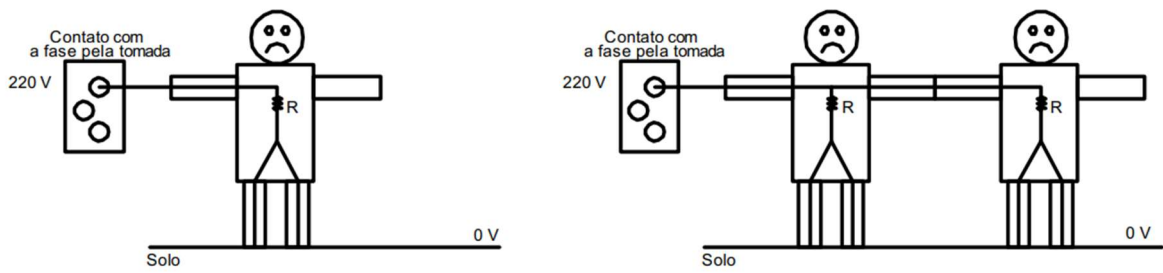 Contato com
a fase pela tomada
220 V
R
0 V
Solo
Contato com
a fase pela tomada
220 V
R
R
0 V
Solo